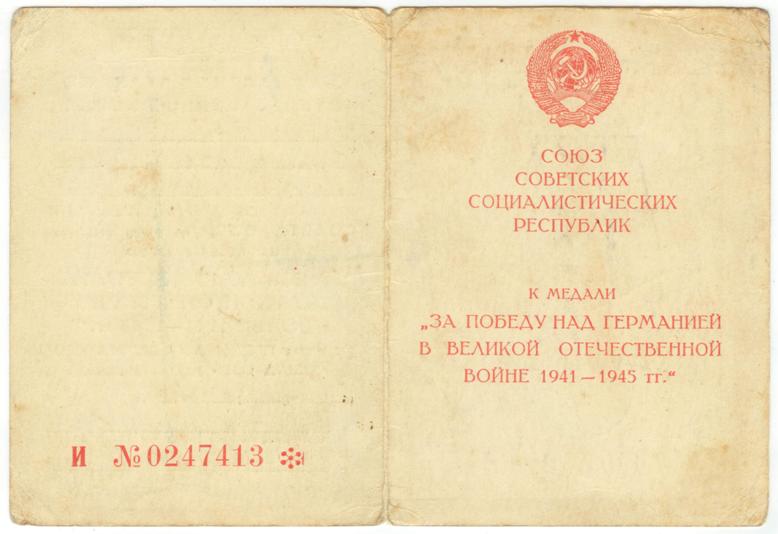 И №0247413
СОЮЗ
СОВЕТСКИХ
СОЦИАЛИСТИЧЕСКИХ
РЕСПУБЛИК
К МЕДАЛИ
„ЗА ПОБЕДУ НАД ГЕРМАНИЕЙ
В ВЕЛИКОЙ ОТЕЧЕСТВЕННОЙ
ВОЙНЕ 1941 — 1945 гг.“